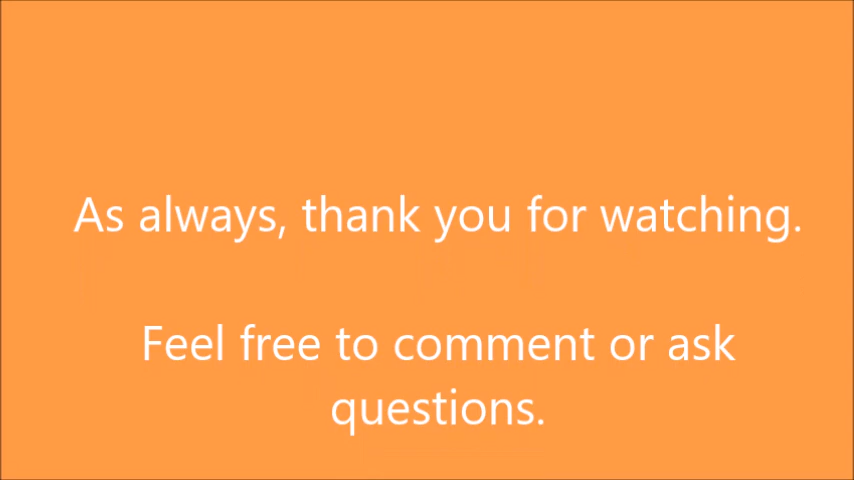 As always, thank you for watching.
Feel free to comment or ask
questions.